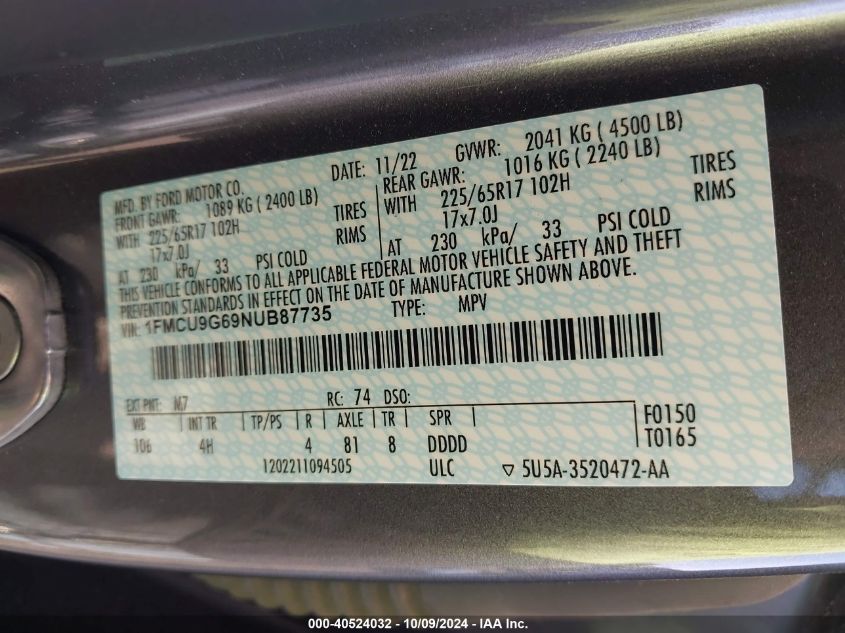 MFD. BY FORD MOTOR CO. DATE: 11/22 GVWR: 2041 KG ( 4500 LB)
FRONT GAWR: 1089 KG ( 2400 LB) REAR GAWR: 1016 KG ( 2240 LB)
WITH 225/65R17 102H TIRES WITH 225/65R17 102H TIRES
17x7.0J RIMS 17x7.0J RIMS
AT 230 kPa/ 33 PSI COLD AT 230 kPa/ 33 PSI COLD
THIS VEHICLE CONFORMS TO ALL APPLICABLE FEDERAL MOTOR VEHICLE SAFETY AND THEFT
PREVENTION STANDARDS IN EFFECT ON THE DATE OF MANUFACTURE SHOWN ABOVE.
VIN: 1FMCU9G69NUB87735 TYPE: MPV
EXT PNT: M7 RC: 74 DSO:
WB INT TR TP/PS R AXLE TR SPR F0150
106 4H 4 81 8 DDDD T0165
1202211094505 ULC ▽ 5U5A-3520472-AA
000-40524032 - 10/09/2024 - IAA Inc.